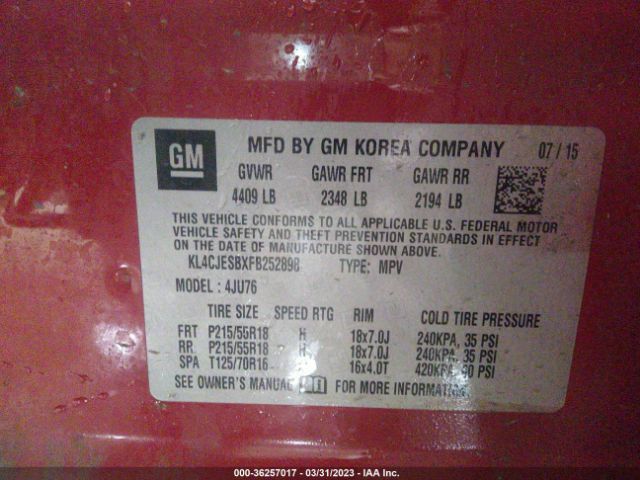 GM
MFD BY GM KOREA COMPANY 07 / 15
GVWR GAWR FRT GAWR RR
4409 LB 2348 LB 2194 LB
THIS VEHICLE CONFORMS TO ALL APPLICABLE U.S. FEDERAL MOTOR
VEHICLE SAFETY AND THEFT PREVENTION STANDARDS IN EFFECT
ON THE DATE OF MANUFACTURE SHOWN ABOVE.
KL4CJESBXFB252898 TYPE: MPV
MODEL : 4JU76
TIRE SIZE SPEED RTG RIM COLD TIRE PRESSURE
FRT P215/55R18 H 18x7.0J 240KPA, 35 PSI
RR P215/55R18 H 18x7.0J 240KPA, 35 PSI
SPA T125/70R16 16x4.0T 420KPA, 60 PSI
SEE OWNER'S MANUAL FOR MORE INFORMATION
000-36257017 - 03/31/2023 - IAA Inc.